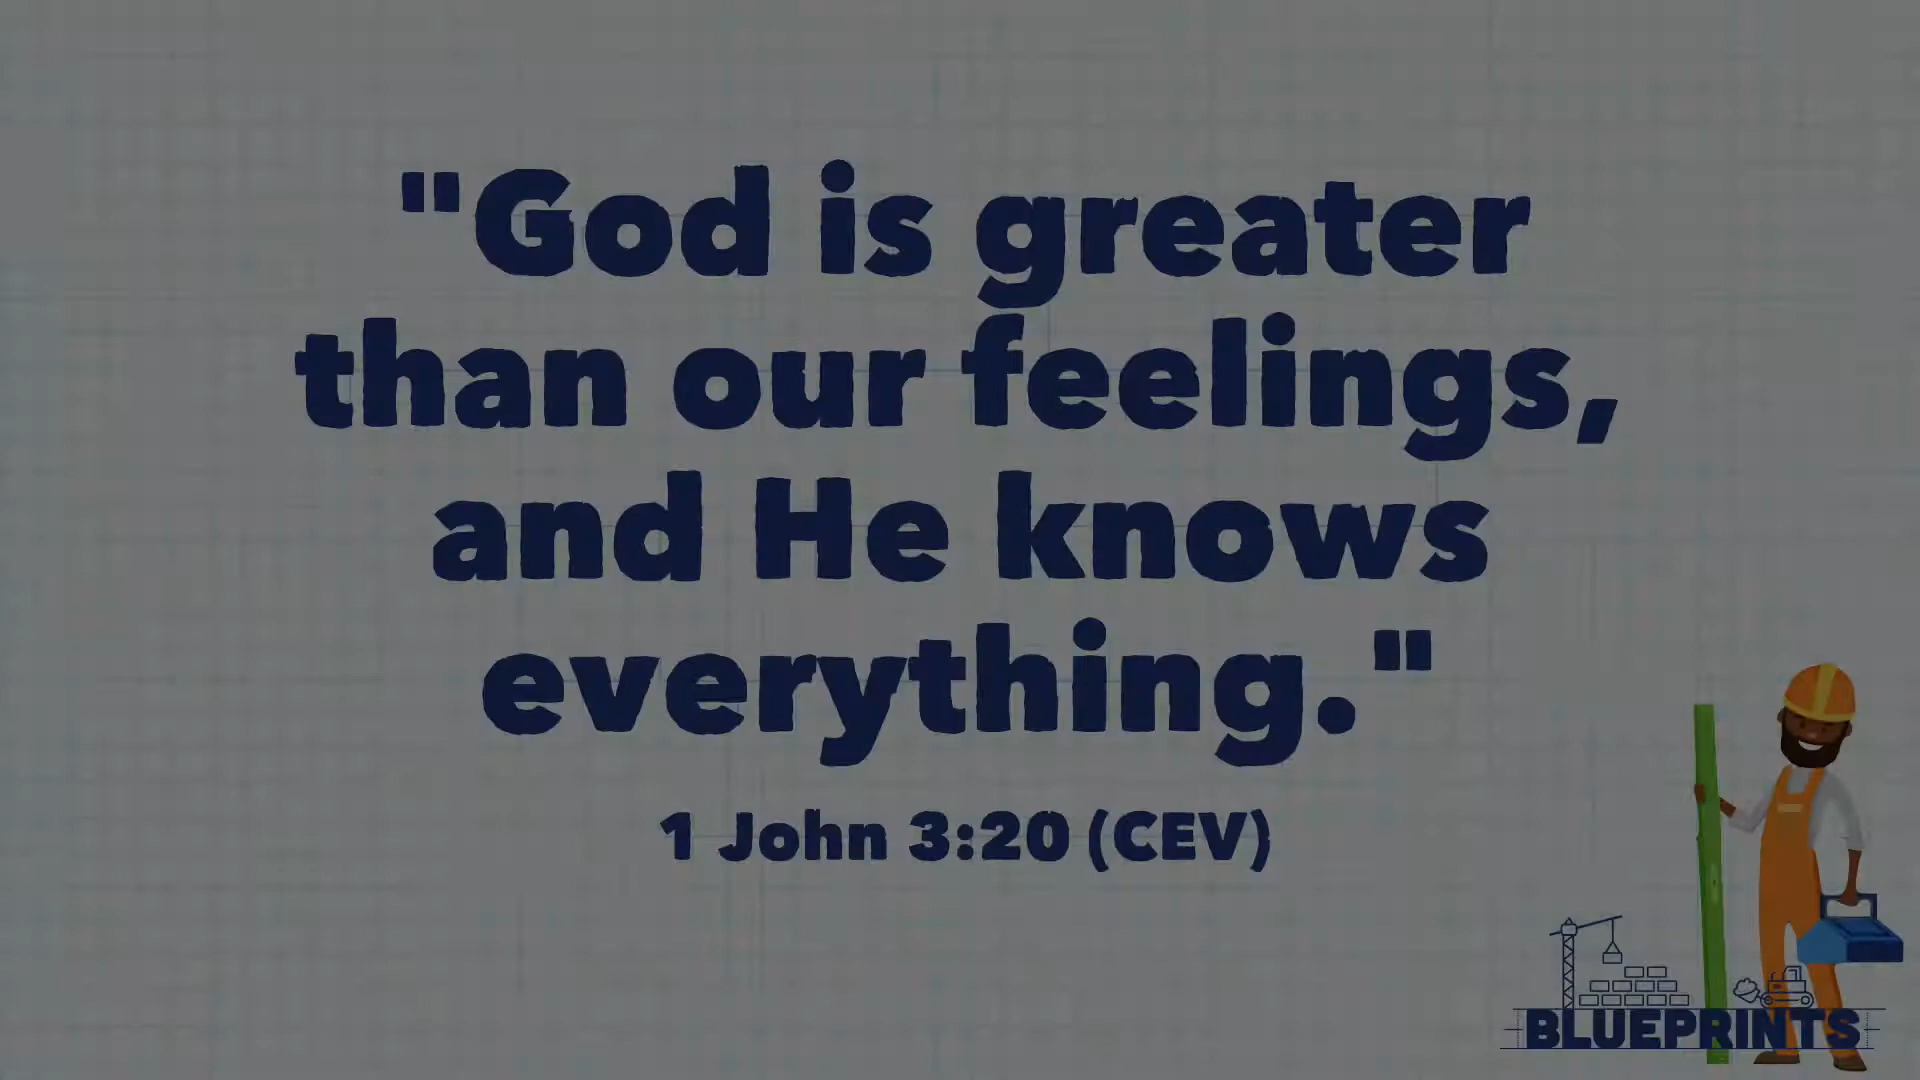 "God is greater
than our feelings,
and He knows
everything."
1 John 3:20 (CEV)
BLUEPRINTS